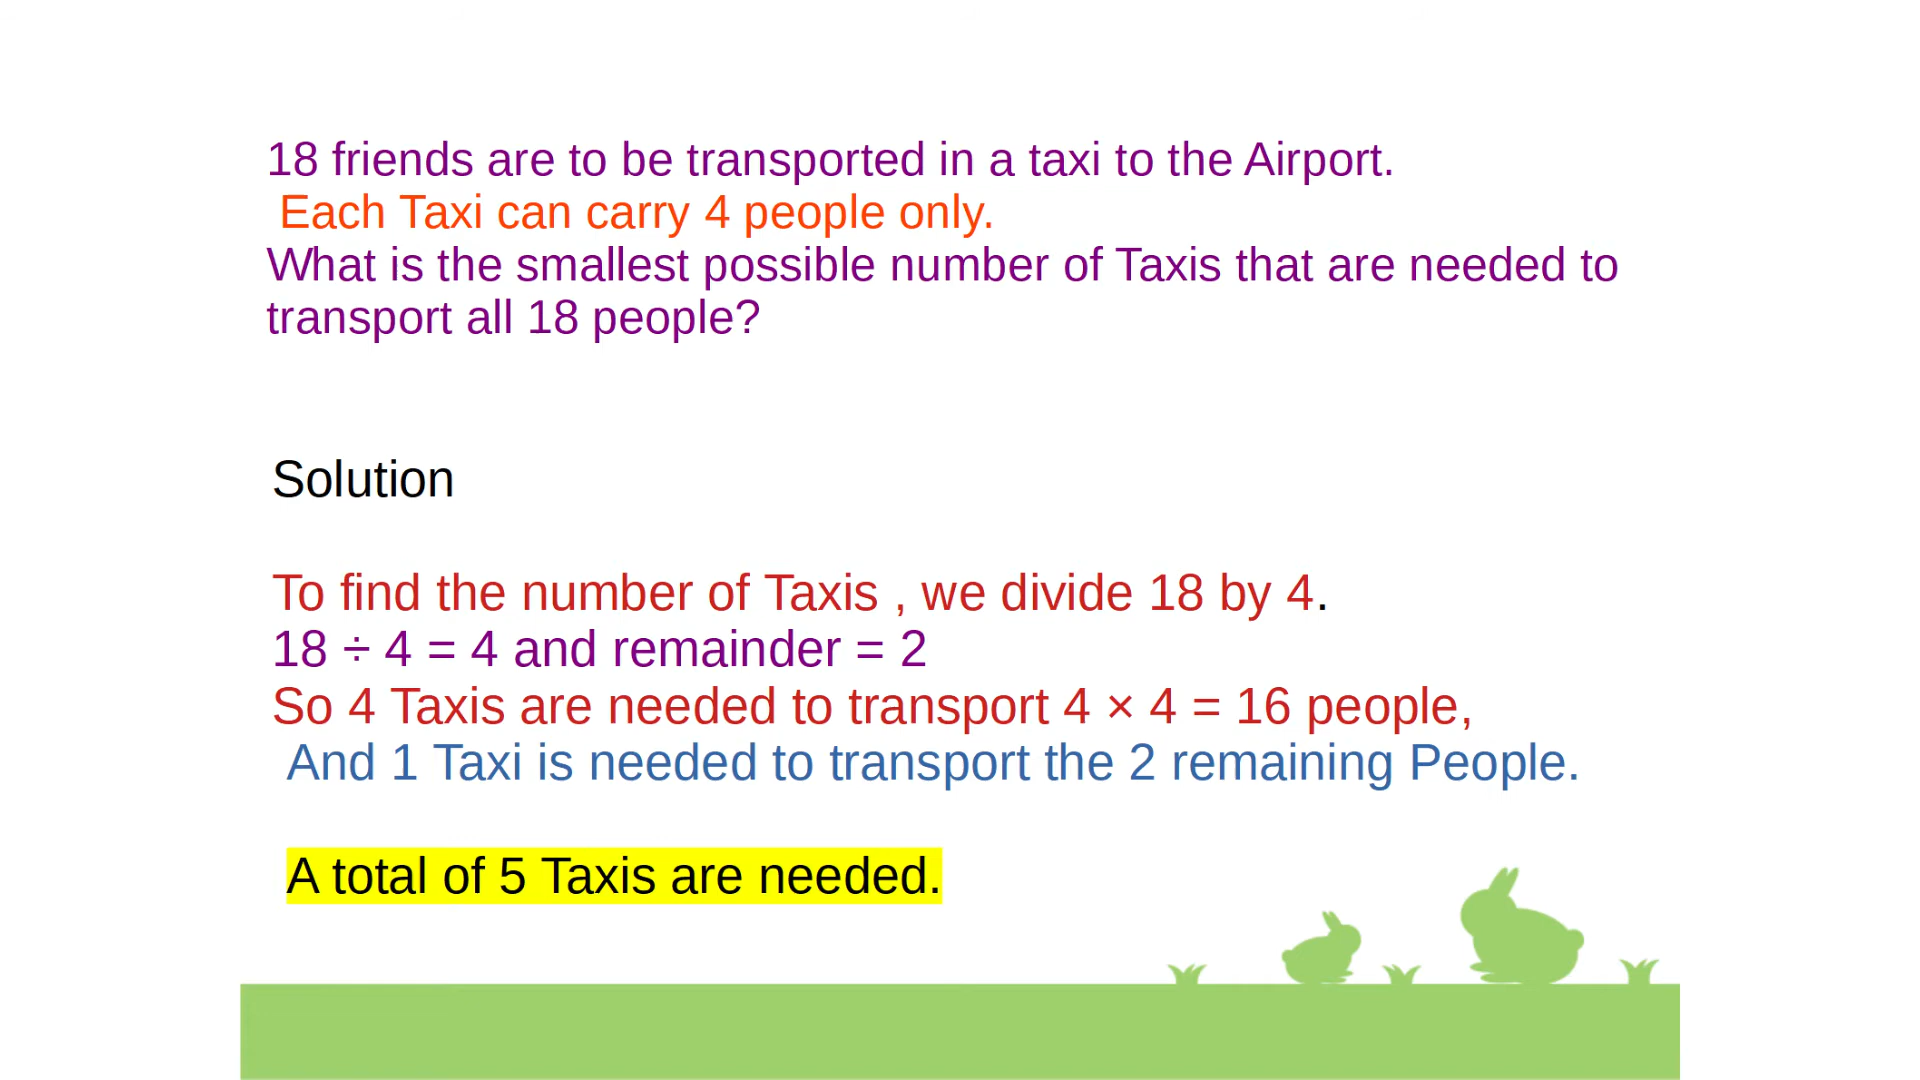 18 friends are to be transported in a taxi to the Airport.
Each Taxi can carry 4 people only.
What is the smallest possible number of Taxis that are needed to
transport all 18 people?
Solution
To find the number of Taxis , we divide 18 by 4.
18 ÷ 4 = 4 and remainder = 2
So 4 Taxis are needed to transport 4 × 4 = 16 people,
And 1 Taxi is needed to transport the 2 remaining People.
A total of 5 Taxis are needed.